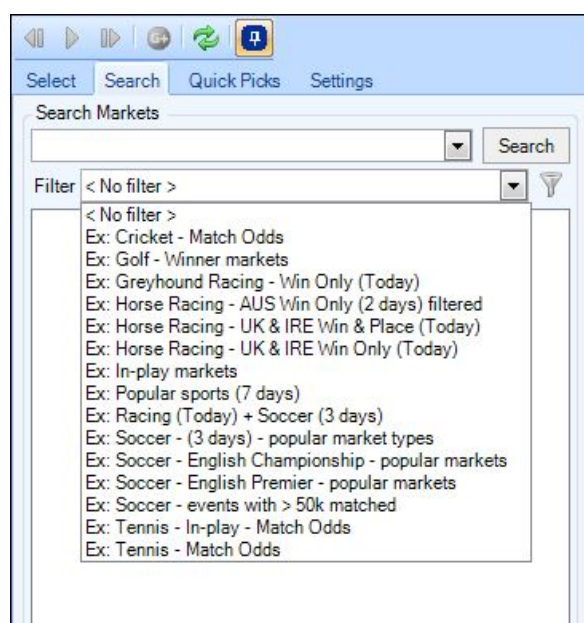 G+
Select Search Quick Picks Settings
Search Markets
Search
Filter < No filter >
< No filter >
Ex: Cricket - Match Odds
Ex: Golf - Winner markets
Ex: Greyhound Racing - Win Only (Today)
Ex: Horse Racing - AUS Win Only (2 days) filtered
Ex: Horse Racing - UK & IRE Win & Place (Today)
Ex: Horse Racing - UK & IRE Win Only (Today)
Ex: In-play markets
Ex: Popular sports (7 days)
Ex: Racing (Today) + Soccer (3 days)
Ex: Soccer - (3 days) - popular market types
Ex: Soccer - English Championship - popular markets
Ex: Soccer - English Premier - popular markets
Ex: Soccer - events with > 50k matched
Ex: Tennis - In-play - Match Odds
Ex: Tennis - Match Odds